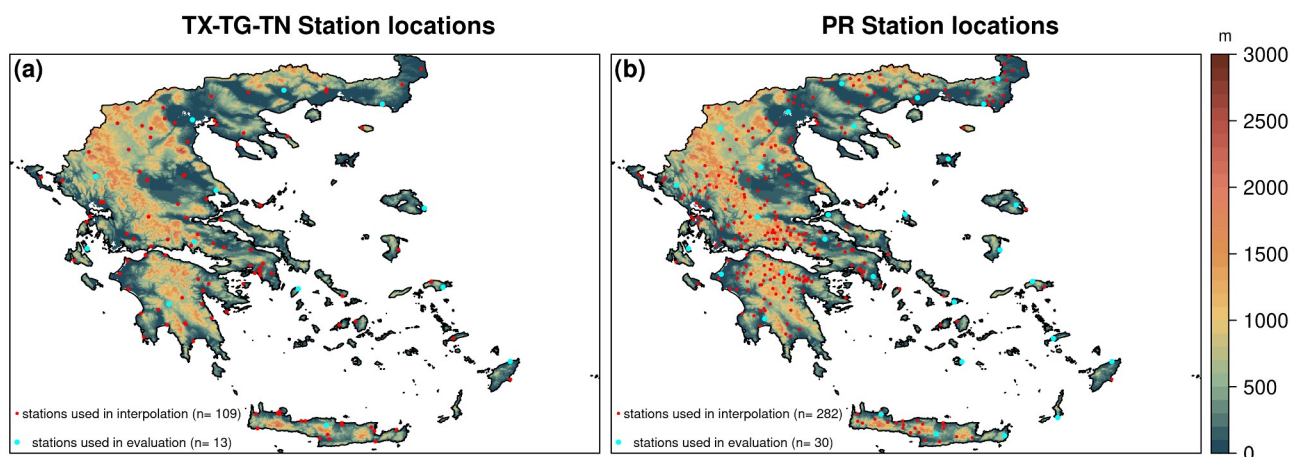 TX-TG-TN Station locations
PR Station locations
m
(a)
(b)
3000
2500
2000
1500
1000
500
0
stations used in interpolation (n= 109)
stations used in evaluation (n= 13)
stations used in interpolation (n= 282)
stations used in evaluation (n= 30)